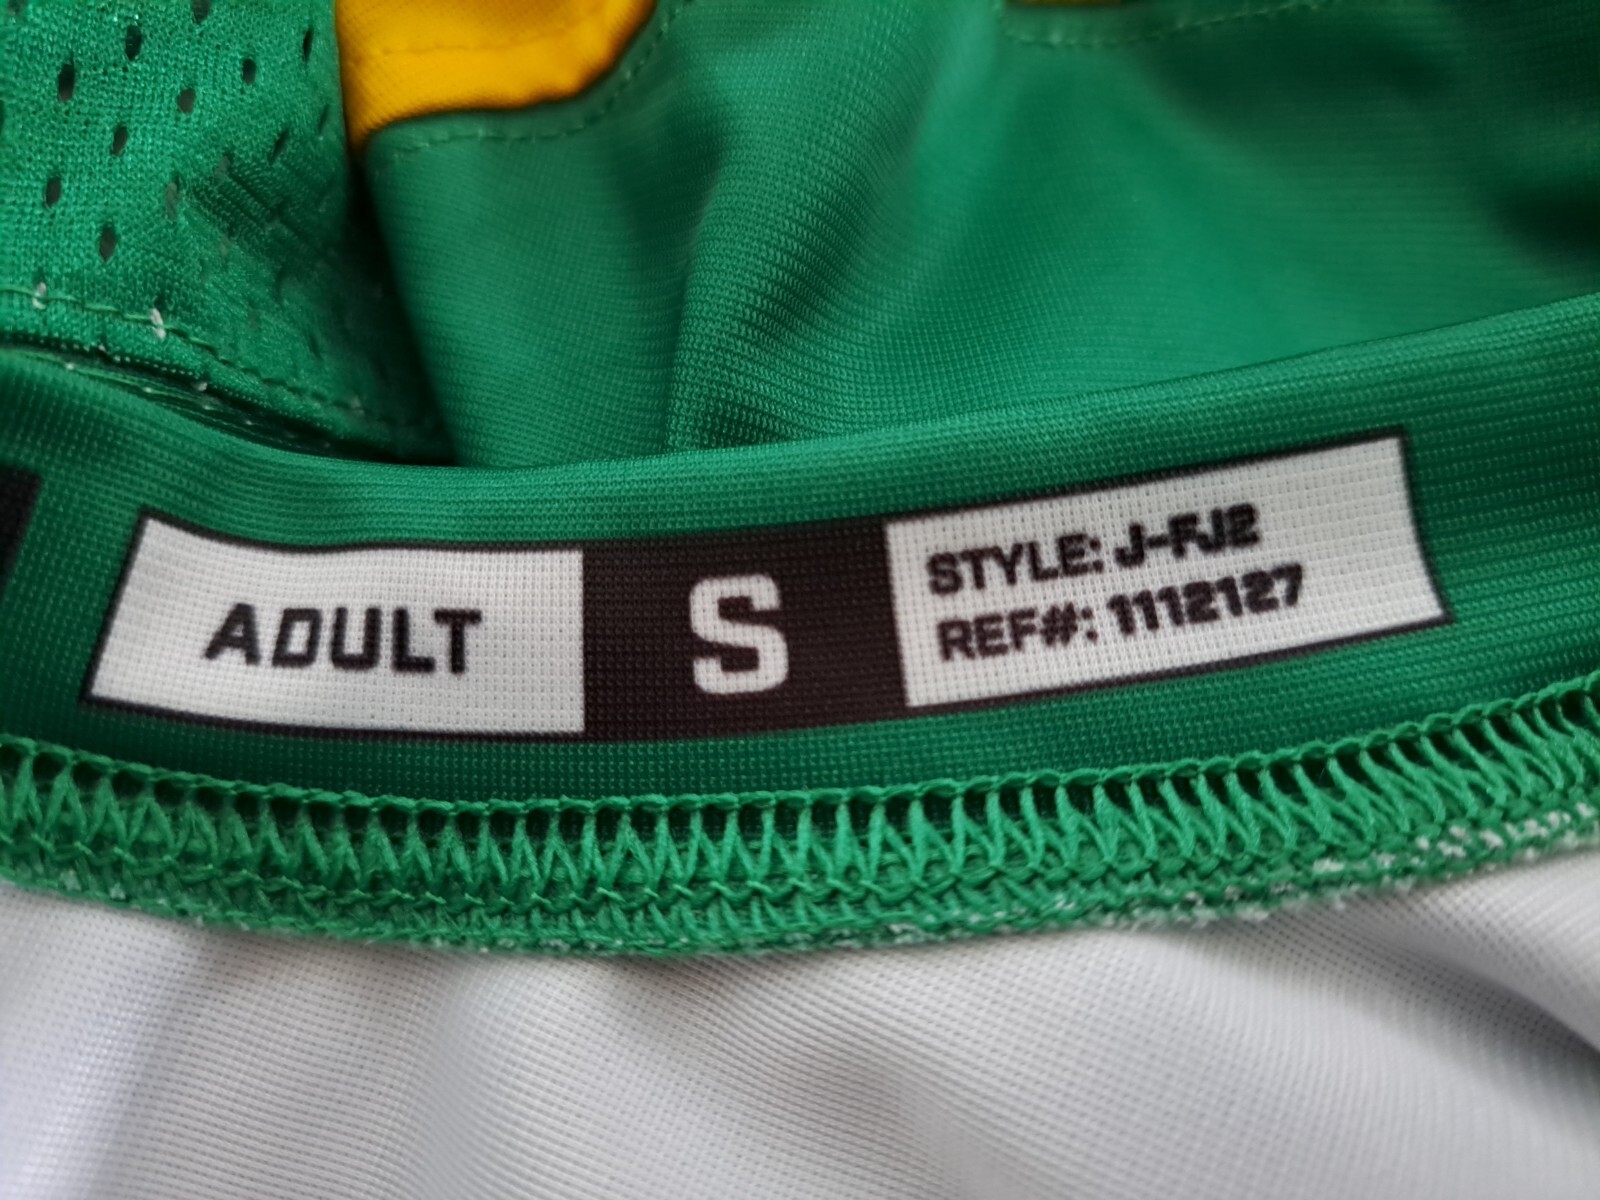 ADULT
S
STYLE: J-FJ2
REF#: 1112127